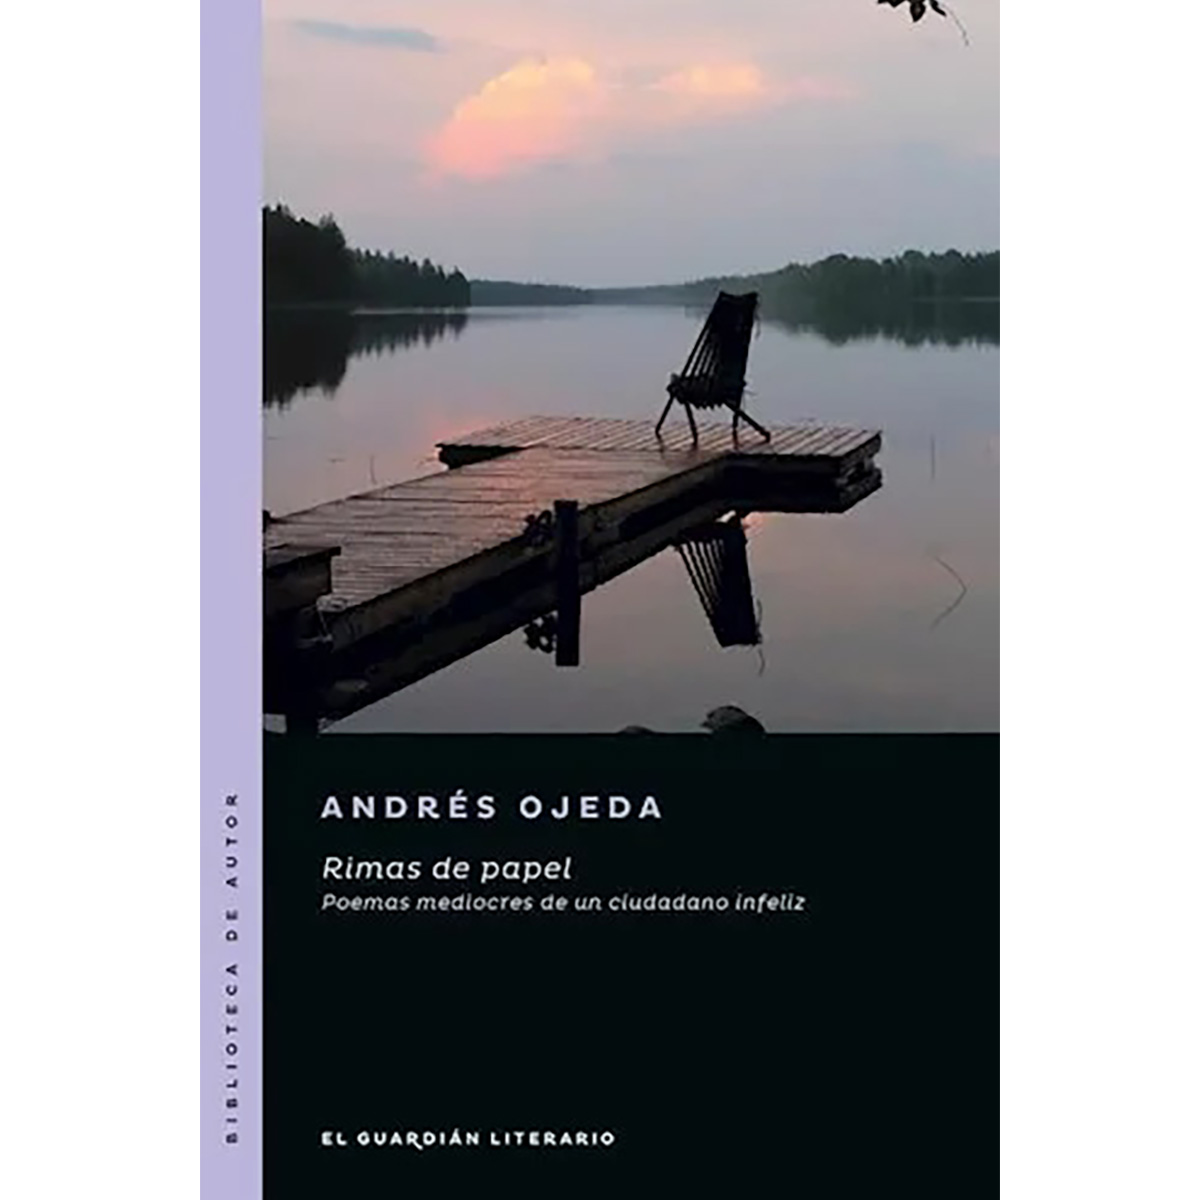 ANDRÉS OJEDA
Rimas de papel
Poemas mediocres de un ciudadano infeliz
EL GUARDIÁN LITERARIO
BIBLIOTECA DE AUTOR